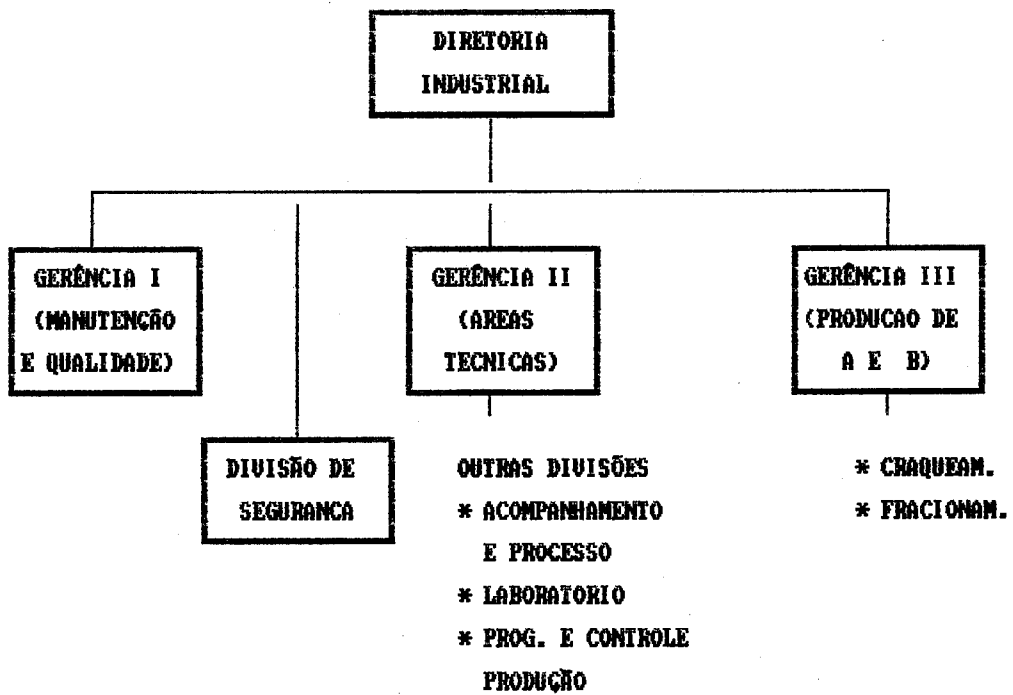 DIRETORIA
INDUSTRIAL
GERÊNCIA I
(MANUTENÇÃO
E QUALIDADE)
GERÊNCIA II
(AREAS
TECNICAS)
GERÊNCIA III
(PRODUCAO DE
A E B)
DIVISÃO DE
SEGURANCA
OUTRAS DIVISÕES
* ACOMPANHAMENTO
E PROCESSO
* LABORATORIO
* PROG. E CONTROLE
PRODUÇÃO
* CRAQUEAM.
* FRACIONAM.